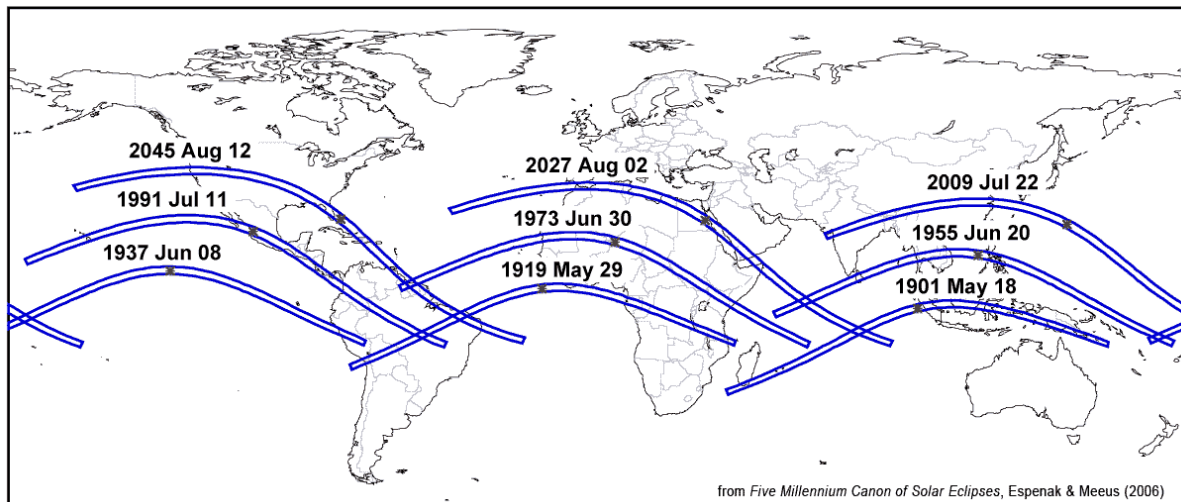 2045 Aug 12
2027 Aug 02
2009 Jul 22
1991 Jul 11
1973 Jun 30
1955 Jun 20
1937 Jun 08
1919 May 29
1901 May 18
from Five Millennium Canon of Solar Eclipses, Espenak & Meeus (2006)